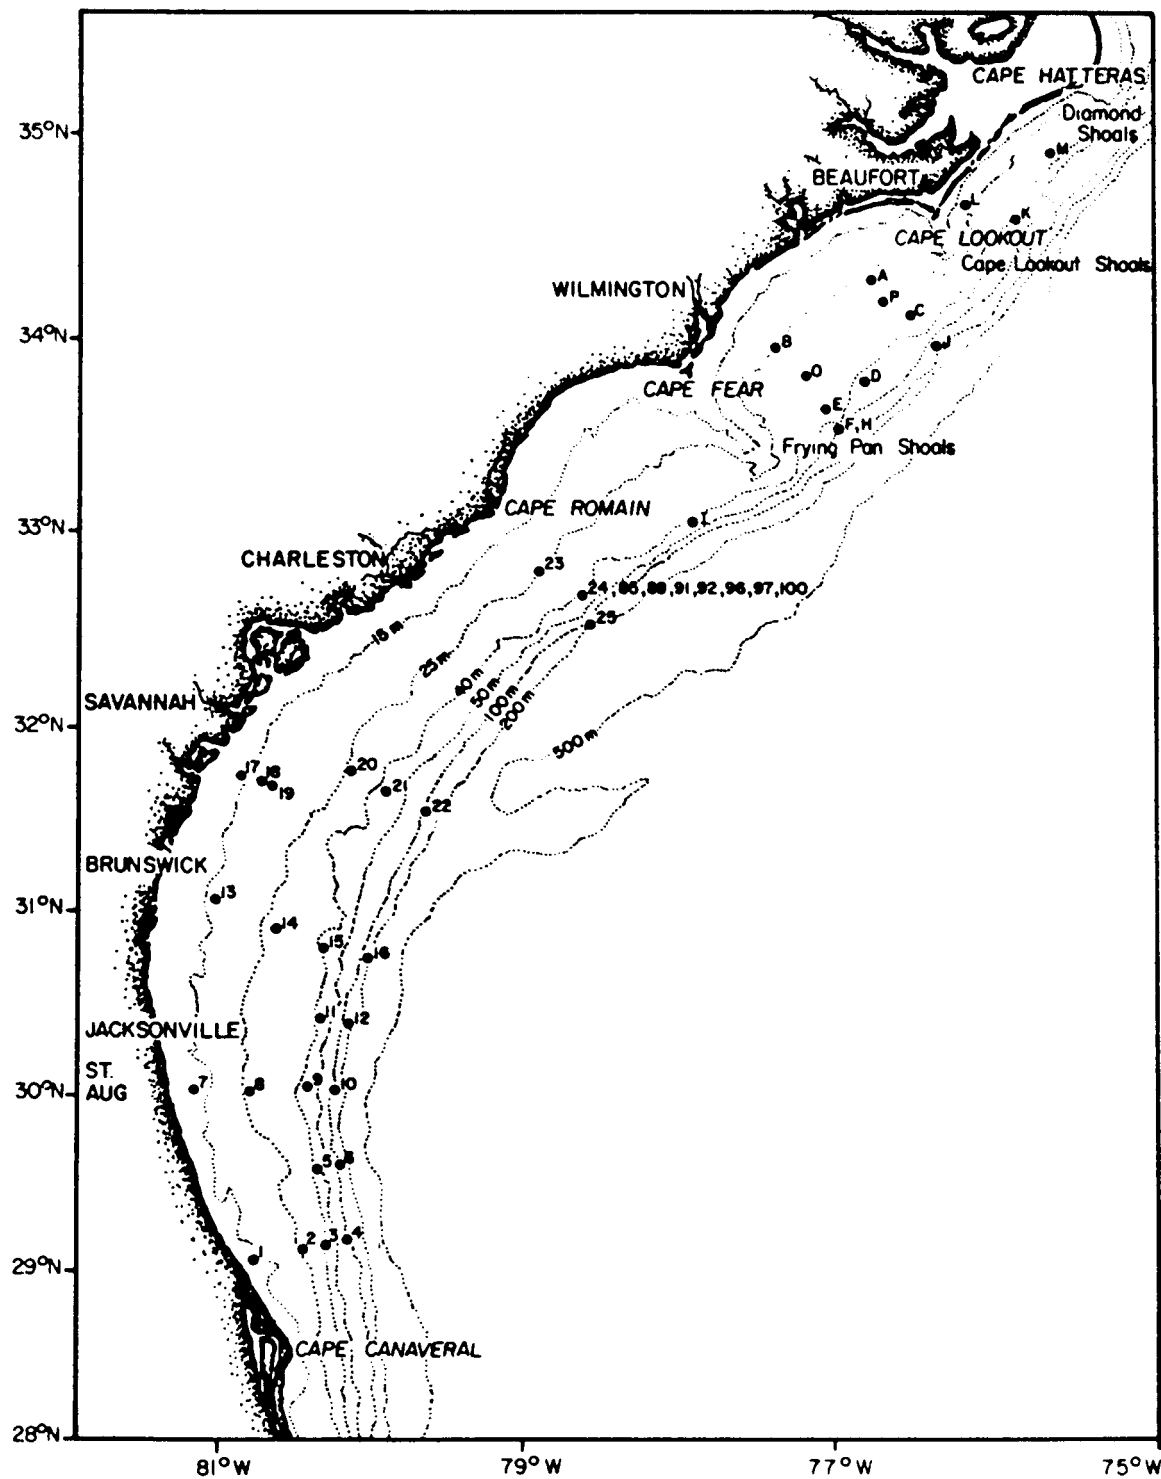 CAPE HATTERAS
Diamond
Shoals
35°N
M
BEAUFORT
L
K
CAPE LOOKOUT
Cape Lookout Shoals
A
WILMINGTON
P
C
34°N
B
J
O
D
CAPE FEAR
E
F,H
Frying Pan Shoals
CAPE ROMAIN
33°N
I
CHARLESTON
23
24,85,89,91,92,96,97,100
25
15 m
25 m
40 m
50 m
100 m
200 m
SAVANNAH
32°N
500 m
17
18
19
20
21
22
BRUNSWICK
13
31°N
14
15
16
11
12
JACKSONVILLE
ST.
AUG
30°N
7
8
9
10
5
6
1
2
3
4
29°N
CAPE CANAVERAL
28°N
81°W
79°W
77°W
75°W